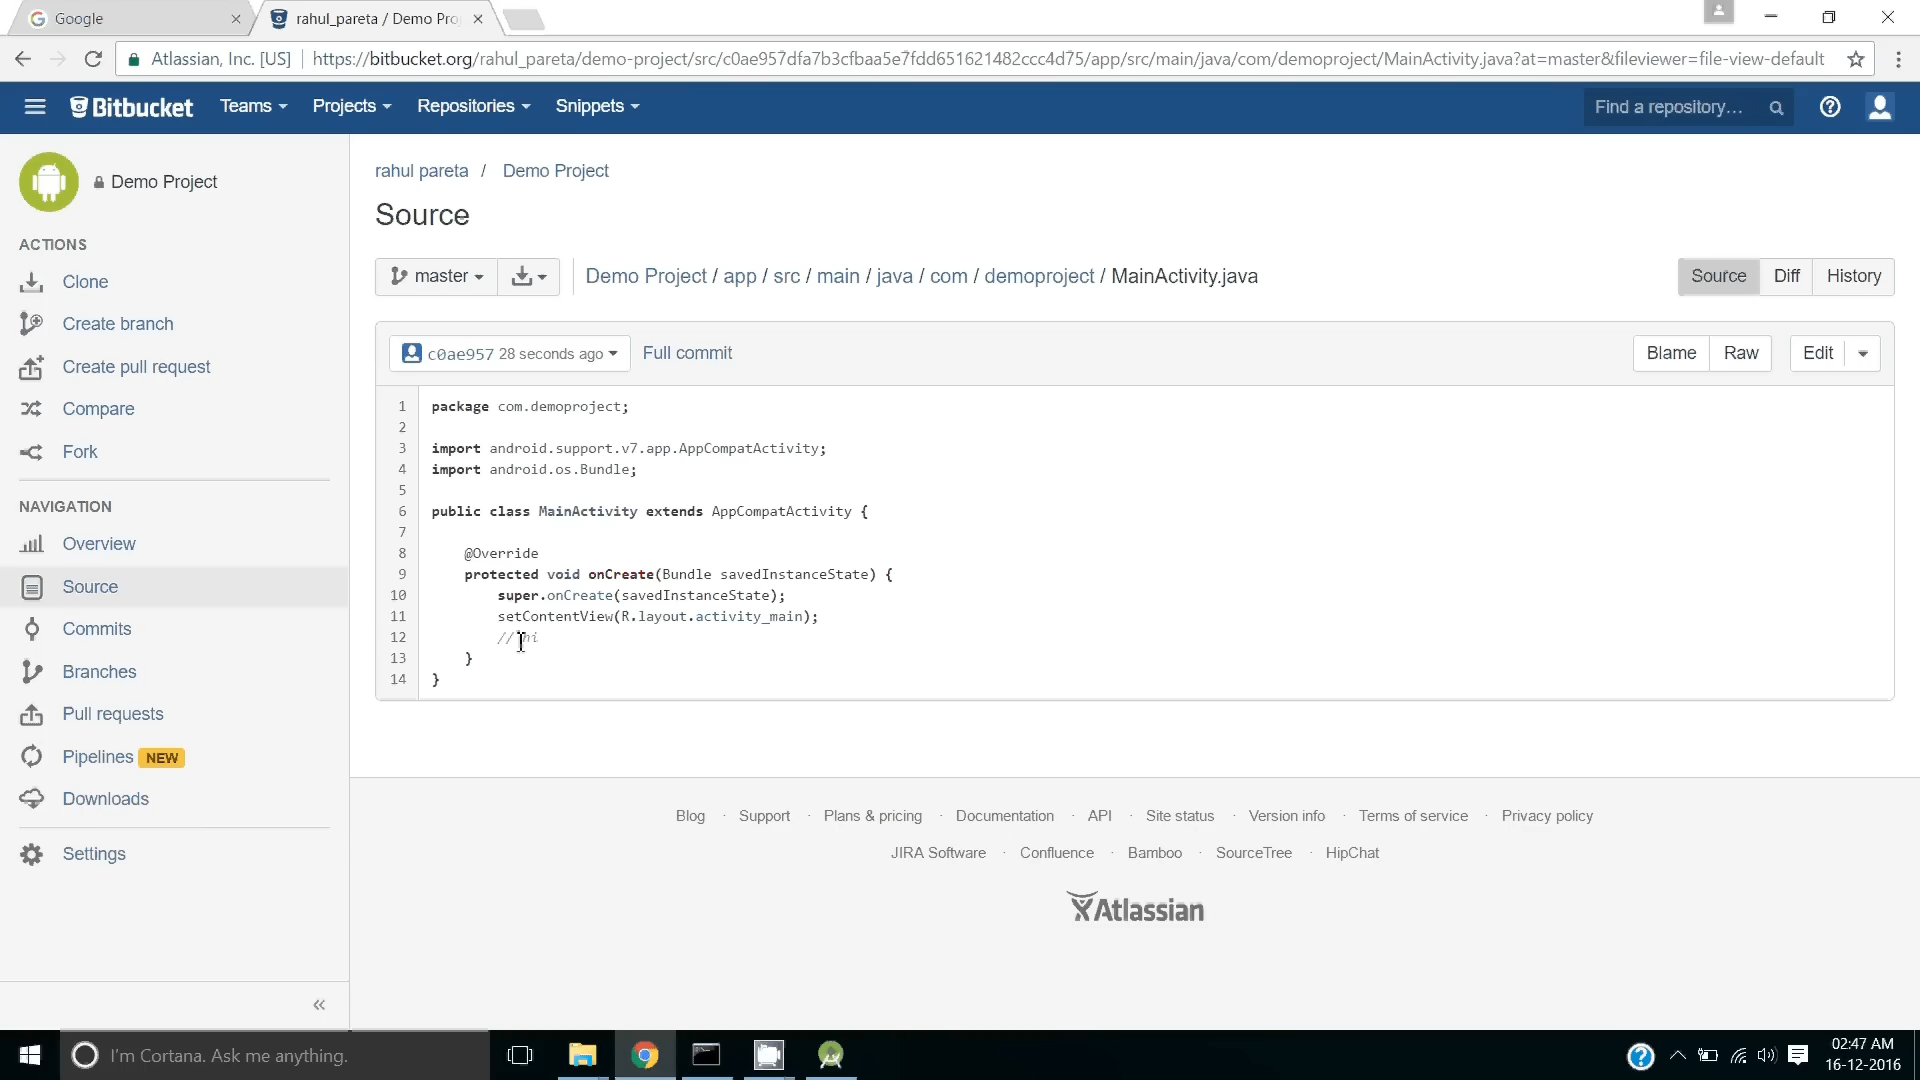 Google
rahul_pareta / Demo Pro
Atlassian, Inc. [US]
https://bitbucket.org/rahul_pareta/demo-project/src/c0ae957dfa7b3cfbaa5e7fdd651621482ccc4d75/app/src/main/java/com/demoproject/MainActivity.java?at=master&fileviewer=file-view-default
Bitbucket Teams Projects Repositories Snippets
Find a repository...
Demo Project
ACTIONS
Clone
Create branch
Create pull request
Compare
Fork
NAVIGATION
Overview
Source
Commits
Branches
Pull requests
Pipelines NEW
Downloads
Settings
rahul pareta / Demo Project
Source
master
Demo Project / app / src / main / java / com / demoproject / MainActivity.java
Source Diff History
c0ae957 28 seconds ago Full commit
Blame Raw Edit
1 package com.demoproject;
2
3 import android.support.v7.app.AppCompatActivity;
4 import android.os.Bundle;
5
6 public class MainActivity extends AppCompatActivity {
7
8 @Override
9 protected void onCreate(Bundle savedInstanceState) {
10 super.onCreate(savedInstanceState);
11 setContentView(R.layout.activity_main);
12 //
13 }
14 }
Blog · Support · Plans & pricing · Documentation · API · Site status · Version info · Terms of service · Privacy policy
JIRA Software · Confluence · Bamboo · SourceTree · HipChat
Atlassian
I'm Cortana. Ask me anything.
02:47 AM
16-12-2016